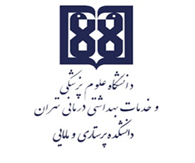 دانشگاه علوم پزشکی
و خدمات بهداشتی درمانی تهران
دانشکده پرستاری و مامایی